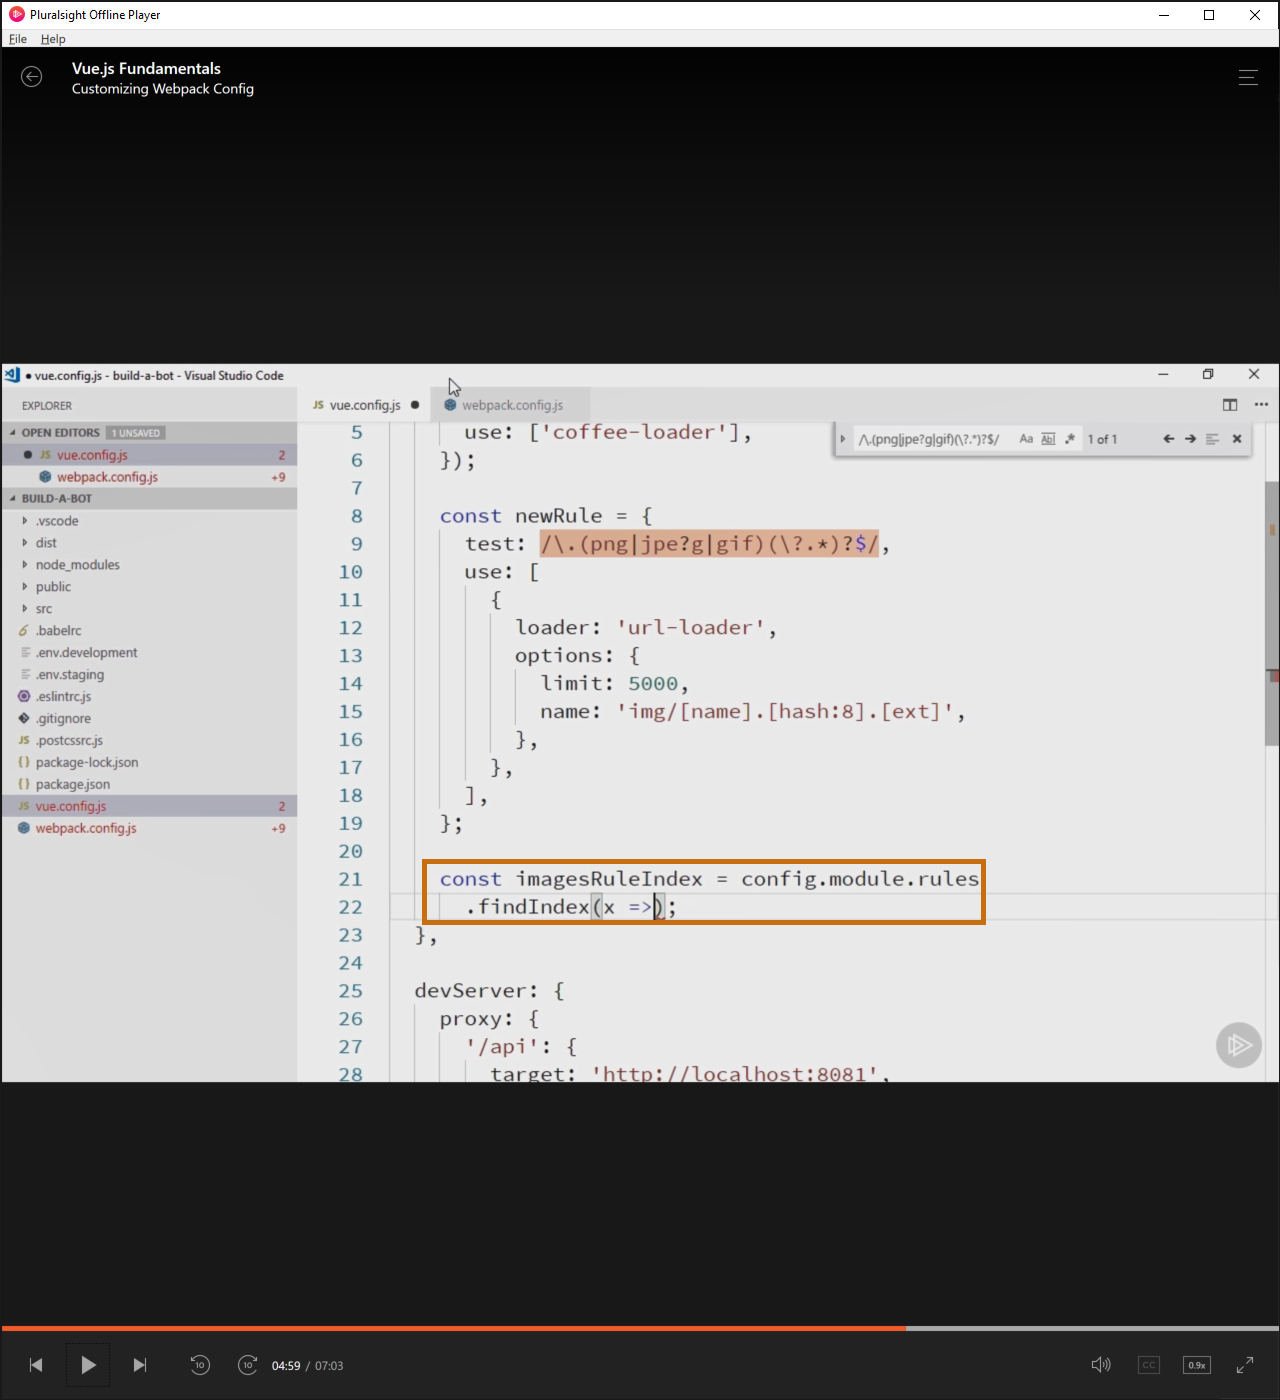 Pluralsight Offline Player
File Help
Vue.js Fundamentals
Customizing Webpack Config
● vue.config.js - build-a-bot - Visual Studio Code
EXPLORER
JS vue.config.js ●
webpack.config.js
OPEN EDITORS 1 UNSAVED
JS vue.config.js 2
webpack.config.js +9
BUILD-A-BOT
.vscode
dist
node_modules
public
src
.babelrc
.env.development
.env.staging
.eslintrc.js
.gitignore
JS .postcssrc.js
{} package-lock.json
{} package.json
JS vue.config.js 2
webpack.config.js +9
/\.(png|jpe?g|gif)(\?.*)?$/ Aa Abl .* 1 of 1
5 use: ['coffee-loader'],
6 });
7
8 const newRule = {
9 test: /\.(png|jpe?g|gif)(\?.*)?$/,
10 use: [
11 {
12 loader: 'url-loader',
13 options: {
14 limit: 5000,
15 name: 'img/[name].[hash:8].[ext]',
16 },
17 },
18 ],
19 };
20
21 const imagesRuleIndex = config.module.rules
22 .findIndex(x =>);
23 },
24
25 devServer: {
26 proxy: {
27 '/api': {
28 target: 'http://localhost:8081',
10
10
04:59 / 07:03
CC
0.9x